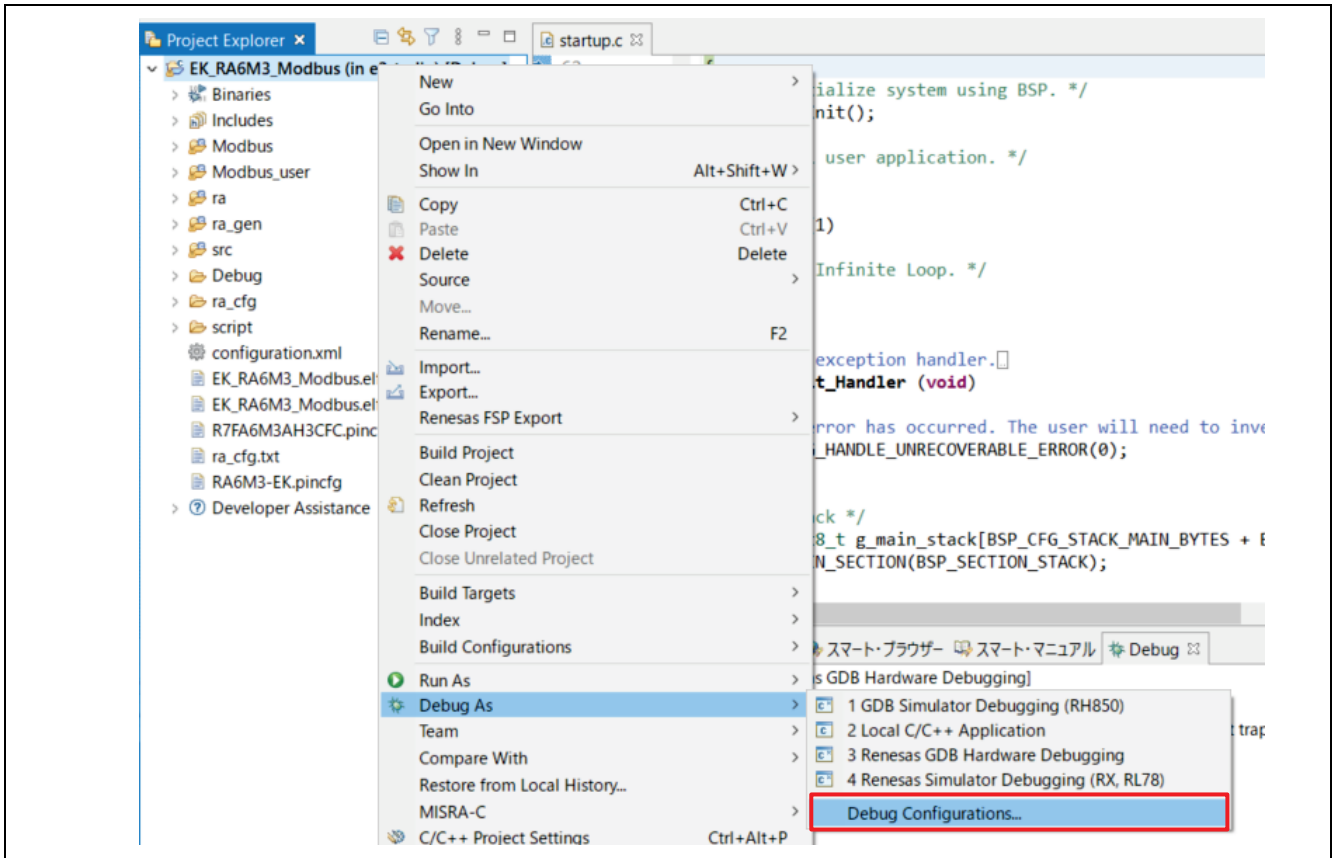 Project Explorer
startup.c
EK_RA6M3_Modbus (in e
Binaries
Includes
Modbus
Modbus_user
ra
ra_gen
src
Debug
ra_cfg
script
configuration.xml
EK_RA6M3_Modbus.el
EK_RA6M3_Modbus.el
R7FA6M3AH3CFC.pinc
ra_cfg.txt
RA6M3-EK.pincfg
Developer Assistance
New
Go Into
Open in New Window
Show In Alt+Shift+W
Copy Ctrl+C
Paste Ctrl+V
Delete Delete
Source
Move...
Rename... F2
Import...
Export...
Renesas FSP Export
Build Project
Clean Project
Refresh
Close Project
Close Unrelated Project
Build Targets
Index
Build Configurations
Run As
Debug As
Team
Compare With
Restore from Local History...
MISRA-C
C/C++ Project Settings Ctrl+Alt+P
ialize system using BSP. */
nit();
user application. */
1)
Infinite Loop. */
exception handler.
t_Handler (void)
rror has occurred. The user will need to inve
_HANDLE_UNRECOVERABLE_ERROR(0);
ck */
8_t g_main_stack[BSP_CFG_STACK_MAIN_BYTES + B
N_SECTION(BSP_SECTION_STACK);
スマート・ブラウザー スマート・マニュアル Debug
s GDB Hardware Debugging]
1 GDB Simulator Debugging (RH850)
2 Local C/C++ Application
3 Renesas GDB Hardware Debugging
4 Renesas Simulator Debugging (RX, RL78)
Debug Configurations...
trap